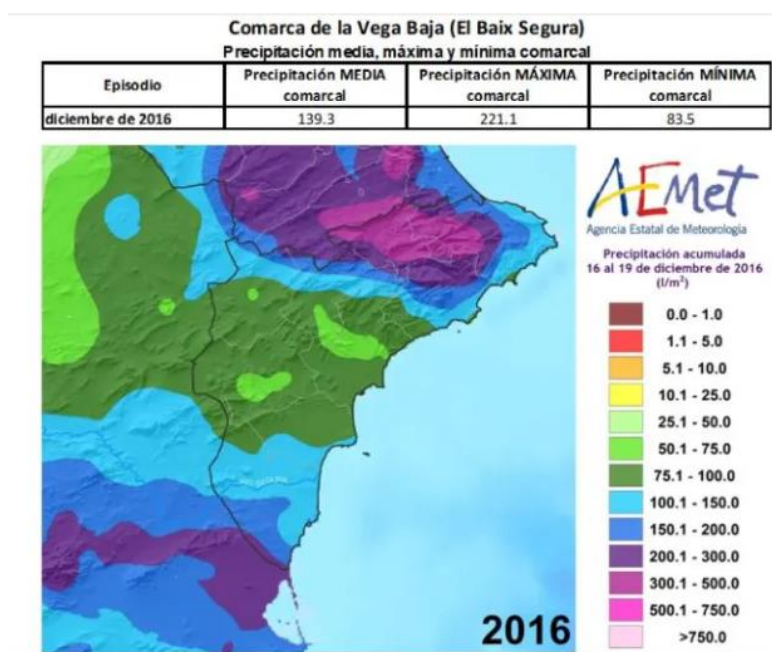 Comarca de la Vega Baja (El Baix Segura)
Precipitación media, máxima y mínima comarcal
Episodio
Precipitación MEDIA comarcal
Precipitación MÁXIMA comarcal
Precipitación MÍNIMA comarcal
diciembre de 2016
139.3
221.1
83.5
AEMet
Agencia Estatal de Meteorología
Precipitación acumulada
16 al 19 de diciembre de 2016
(l/m²)
0.0 - 1.0
1.1 - 5.0
5.1 - 10.0
10.1 - 25.0
25.1 - 50.0
50.1 - 75.0
75.1 - 100.0
100.1 - 150.0
150.1 - 200.0
200.1 - 300.0
300.1 - 500.0
500.1 - 750.0
>750.0
2016